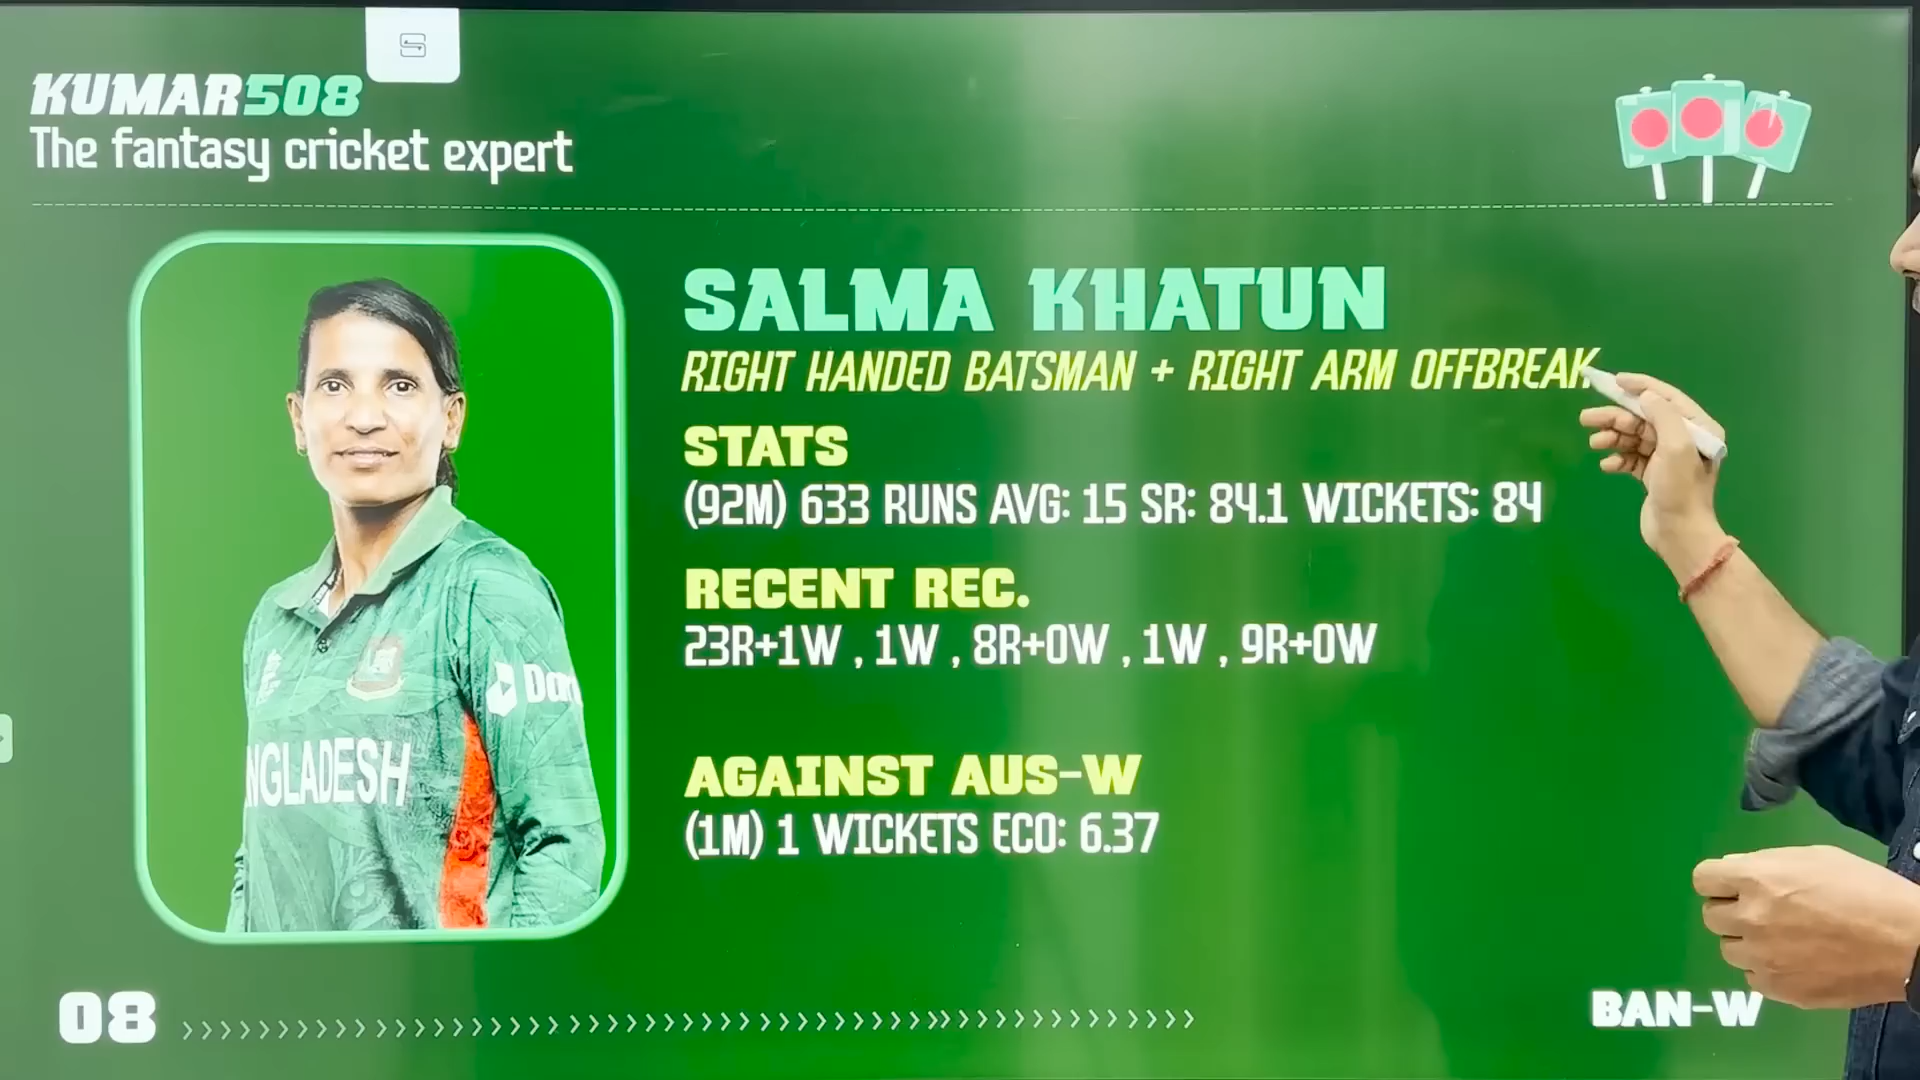 KUMAR508
The fantasy cricket expert
SALMA KHATUN
RIGHT HANDED BATSMAN + RIGHT ARM OFFBREAK
STATS
(92M) 633 RUNS AVG: 15 SR: 84.1 WICKETS: 84
RECENT REC.
23R+1W , 1W , 8R+0W , 1W , 9R+0W
AGAINST AUS-W
(1M) 1 WICKETS ECO: 6.37
NGLADESH
08
BAN-W